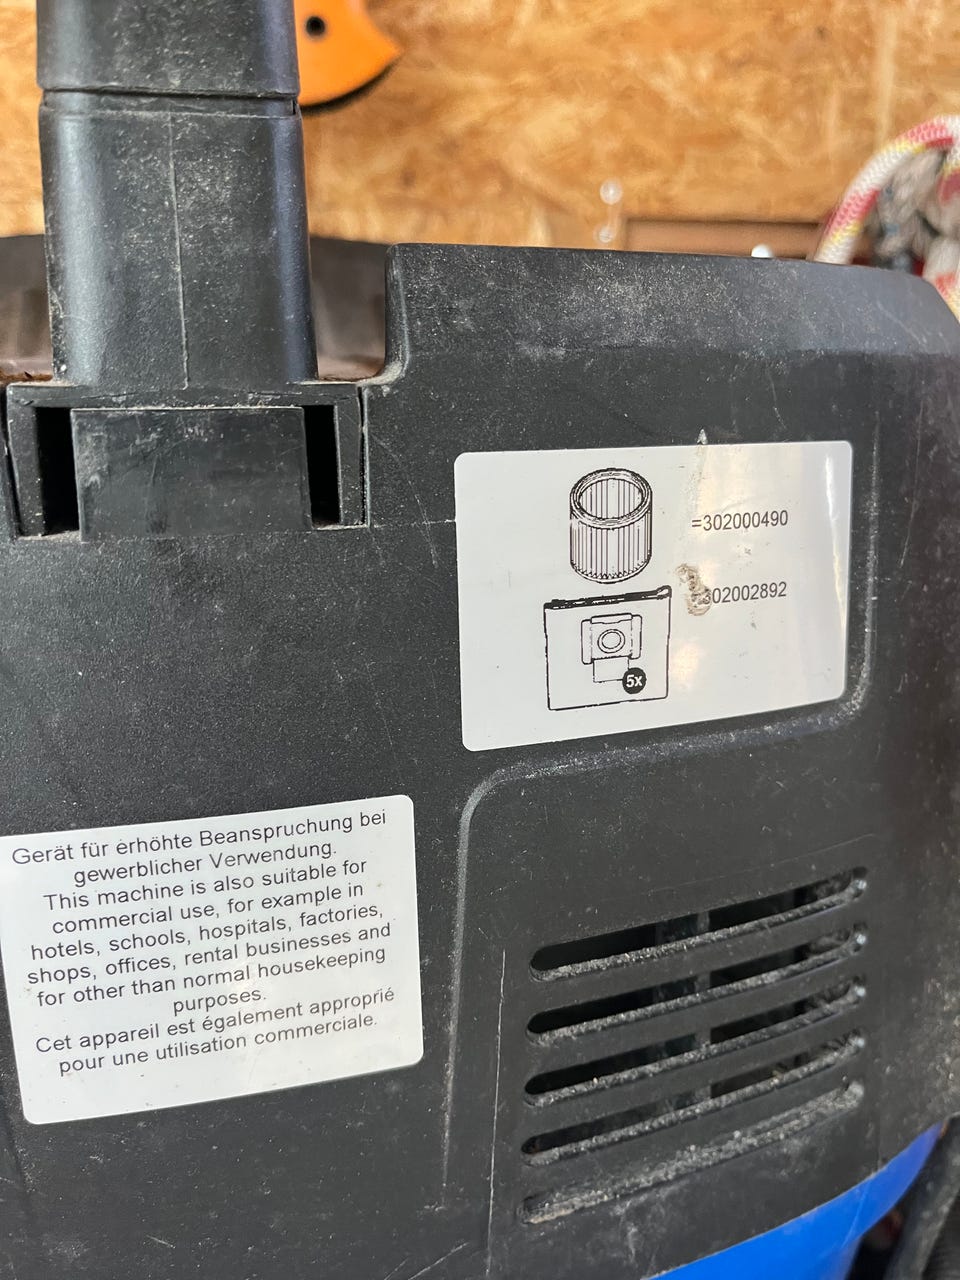 =302000490
=302002892
5x
Gerät für erhöhte Beanspruchung bei
gewerblicher Verwendung.
This machine is also suitable for
commercial use, for example in
hotels, schools, hospitals, factories,
shops, offices, rental businesses and
for other than normal housekeeping
purposes.
Cet appareil est également approprié
pour une utilisation commerciale.